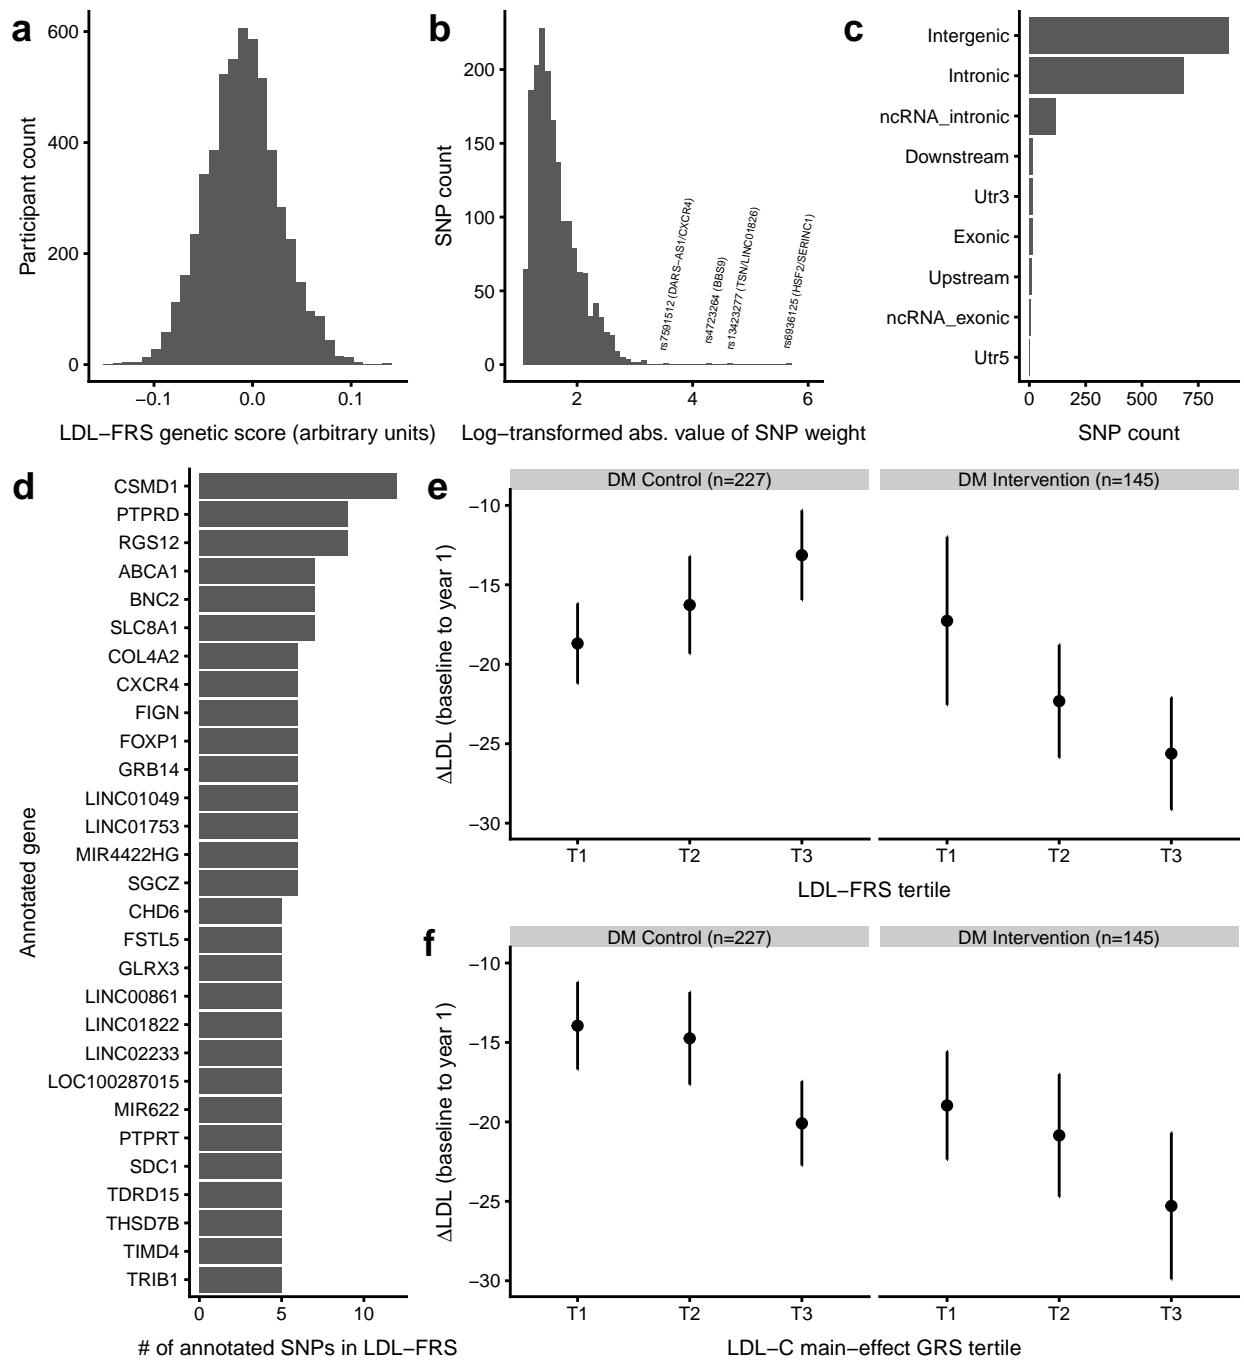 a
600
400
200
0
Participant count
−0.1
0.0
0.1
LDL−FRS genetic score (arbitrary units)
b
200
150
100
50
0
SNP count
rs7591512 (DARS−AS1/CXCR4)
rs4723264 (BBS9)
rs13423277 (TSN/LINC01826)
rs6936125 (HSF2/SERINC1)
2
4
6
Log−transformed abs. value of SNP weight
c
Intergenic
Intronic
ncRNA_intronic
Downstream
Utr3
Exonic
Upstream
ncRNA_exonic
Utr5
0
250
500
750
SNP count
d
Annotated gene
CSMD1
PTPRD
RGS12
ABCA1
BNC2
SLC8A1
COL4A2
CXCR4
FIGN
FOXP1
GRB14
LINC01049
LINC01753
MIR4422HG
SGCZ
CHD6
FSTL5
GLRX3
LINC00861
LINC01822
LINC02233
LOC100287015
MIR622
PTPRT
SDC1
TDRD15
THSD7B
TIMD4
TRIB1
0
5
10
# of annotated SNPs in LDL−FRS
e
DM Control (n=227)
DM Intervention (n=145)
−10
−15
−20
−25
−30
ΔLDL (baseline to year 1)
T1
T2
T3
T1
T2
T3
LDL−FRS tertile
f
DM Control (n=227)
DM Intervention (n=145)
−10
−15
−20
−25
−30
ΔLDL (baseline to year 1)
T1
T2
T3
T1
T2
T3
LDL−C main−effect GRS tertile